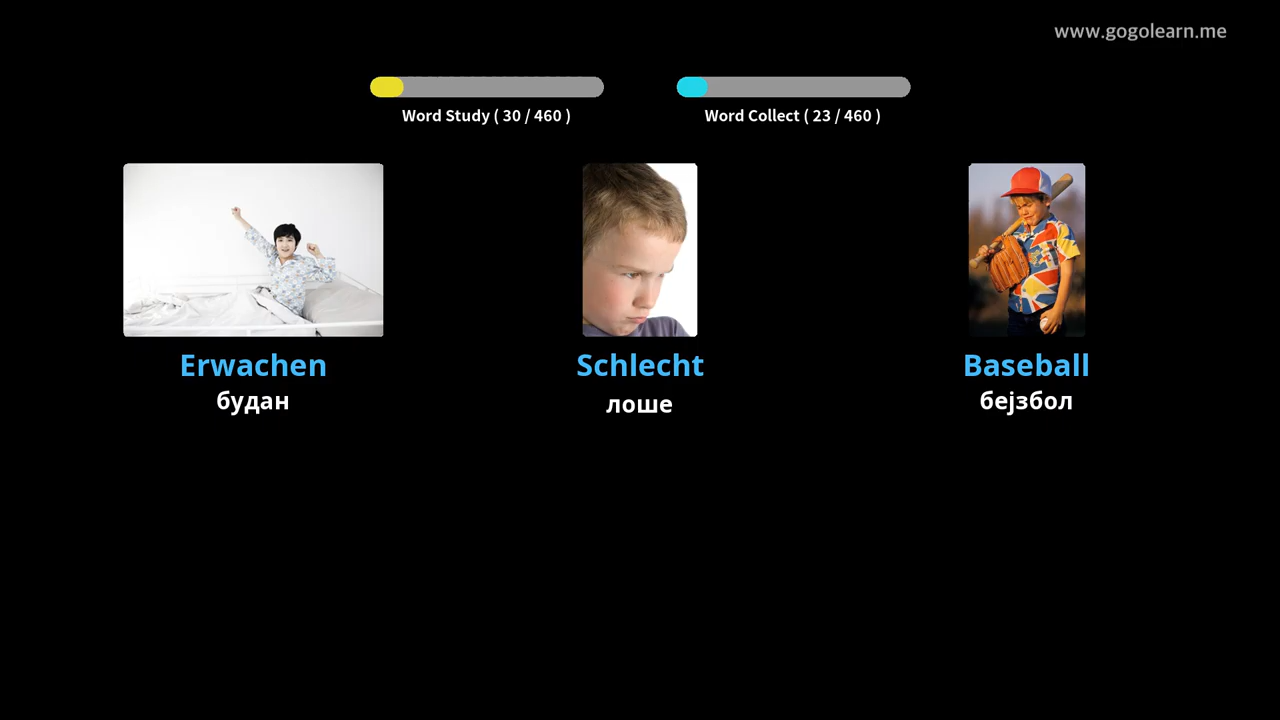 www.gogolearn.me
Word Study ( 30 / 460 )
Word Collect ( 23 / 460 )
Erwachen
будан
Schlecht
лоше
Baseball
бејзбол